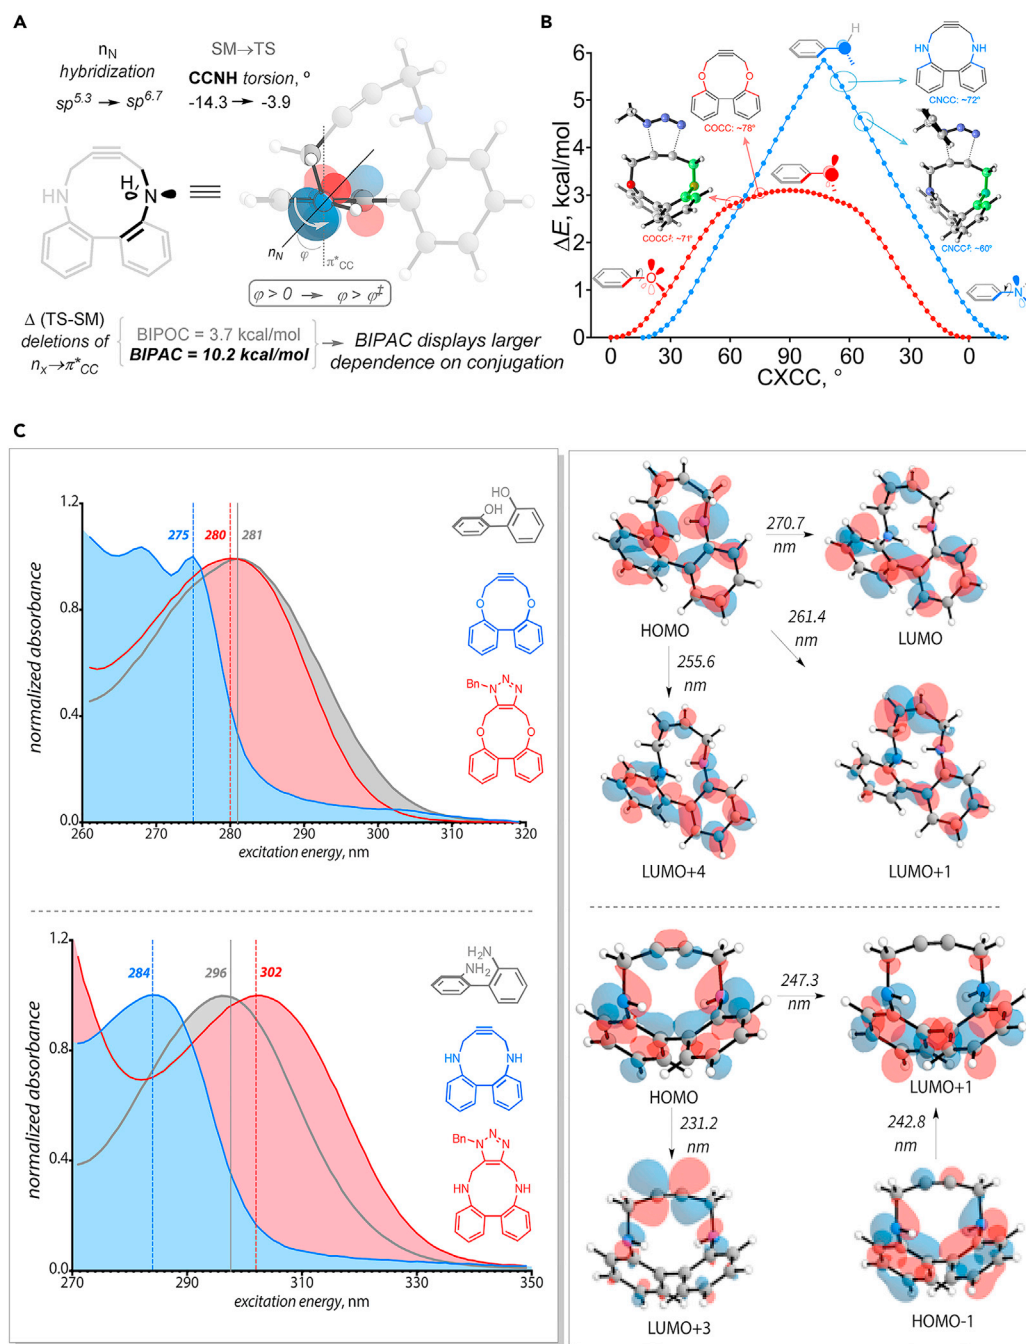 A
n_N
hybridization
sp^5.3 → sp^6.7
SM→TS
CCNH torsion, º
-14.3 → -3.9
NH
H
N
n_N
φ
π*CC
φ > 0 → φ > φ‡
Δ (TS-SM)
deletions of
n_x→π*CC
BIPOC = 3.7 kcal/mol
BIPAC = 10.2 kcal/mol
BIPAC displays larger
dependence on conjugation
B
ΔE, kcal/mol
6
5
4
3
2
1
0
0 30 60 90 60 30 0
CXCC, °
O O
COCC: ~78°
H
NH HN
CNCC: ~72°
COCC‡: ~71°
CNCC‡: ~60°
O
N
C
normalized absorbance
1.2
0.8
0.4
0.0
275 280 281
260 270 280 290 300 310 320
excitation energy, nm
HO
OH
O O
Bn N N N
O O
normalized absorbance
1.2
0.8
0.4
0.0
284 296 302
270 290 310 330 350
excitation energy, nm
H2N
NH2
NH HN
Bn N N N
NH HN
HOMO
270.7
nm
LUMO
261.4
nm
255.6
nm
LUMO+4
LUMO+1
HOMO
247.3
nm
LUMO+1
231.2
nm
242.8
nm
LUMO+3
HOMO-1